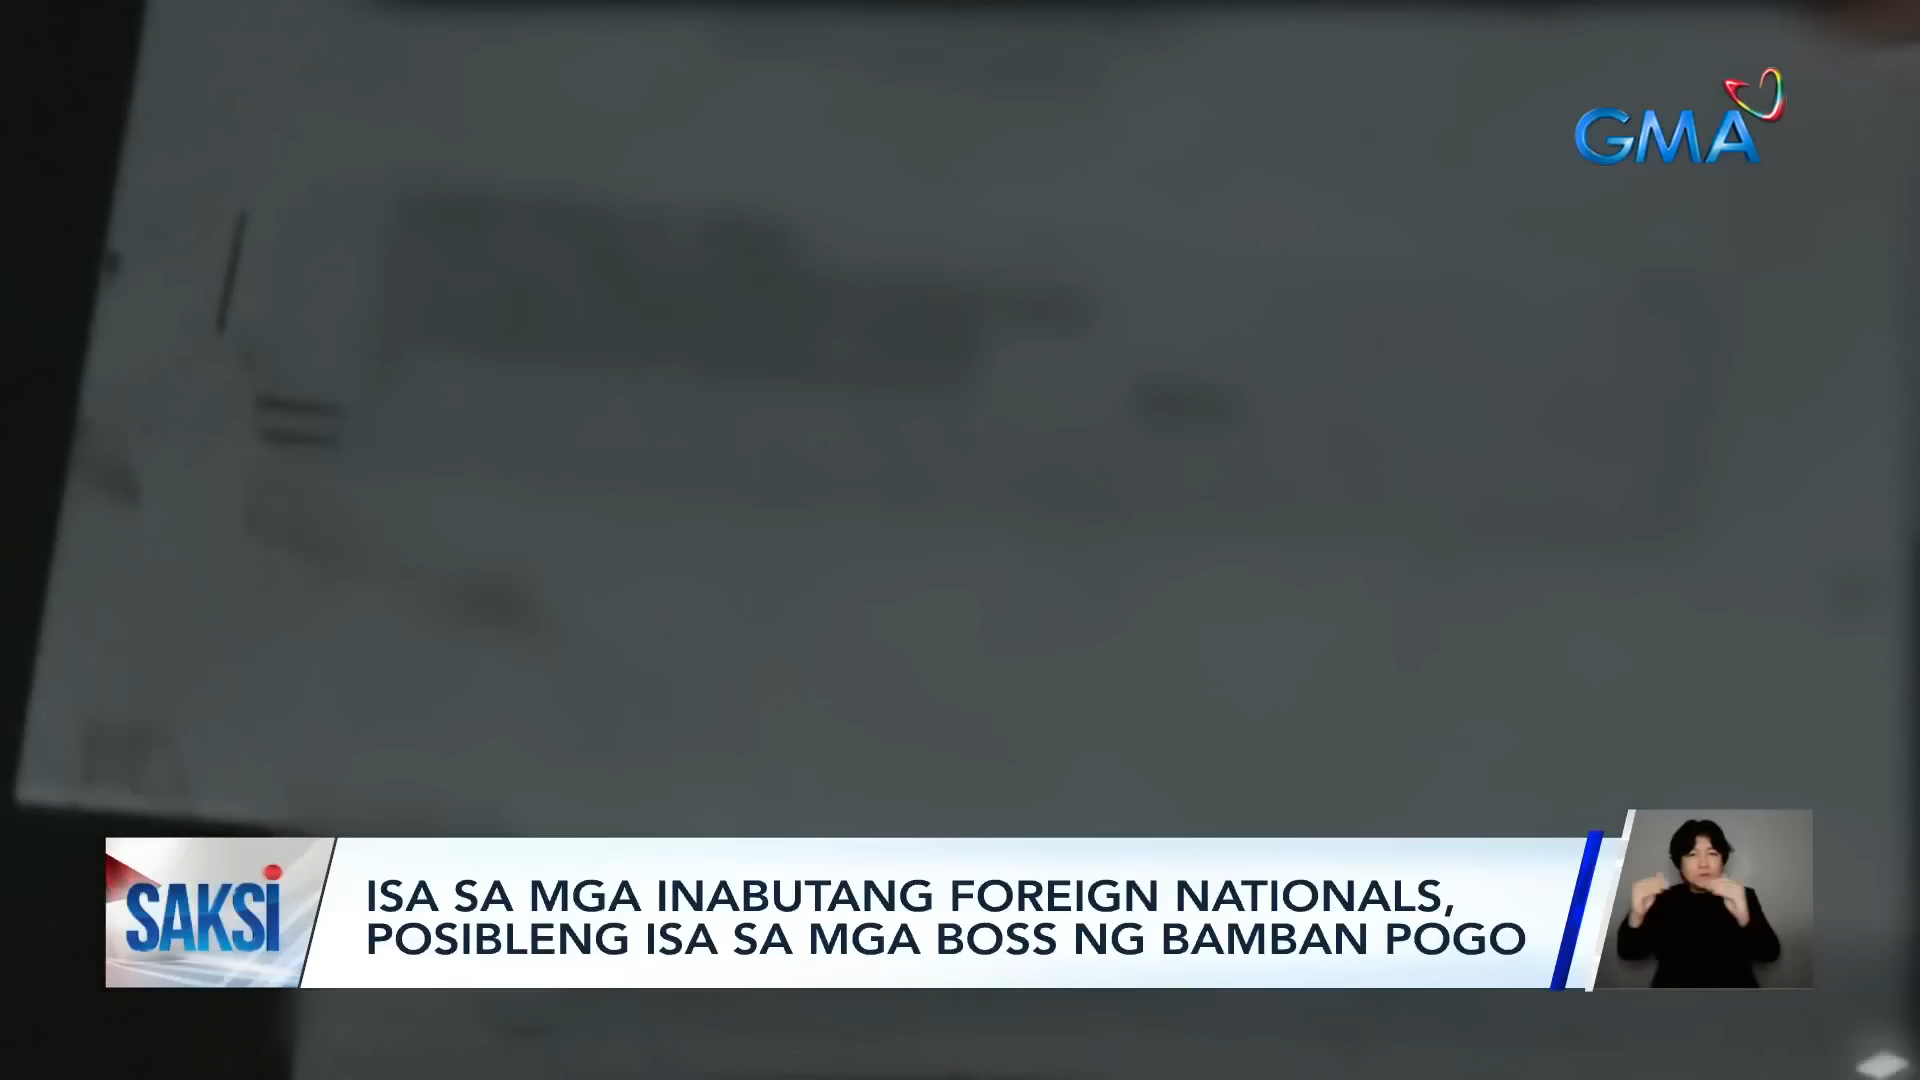 GMA
SAKSI
ISA SA MGA INABUTANG FOREIGN NATIONALS,
POSIBLENG ISA SA MGA BOSS NG BAMBAN POGO